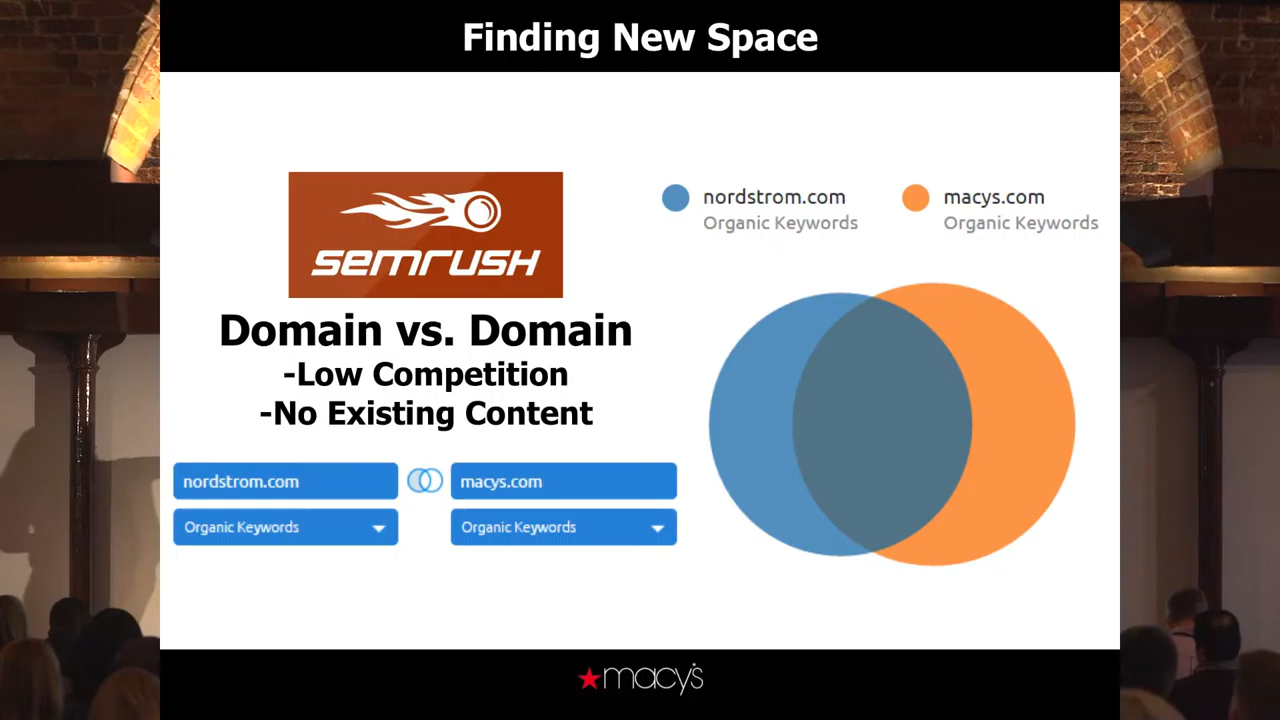 Finding New Space
semrush
Domain vs. Domain
-Low Competition
-No Existing Content
nordstrom.com
macys.com
Organic Keywords
Organic Keywords
nordstrom.com
Organic Keywords
macys.com
Organic Keywords
macy's